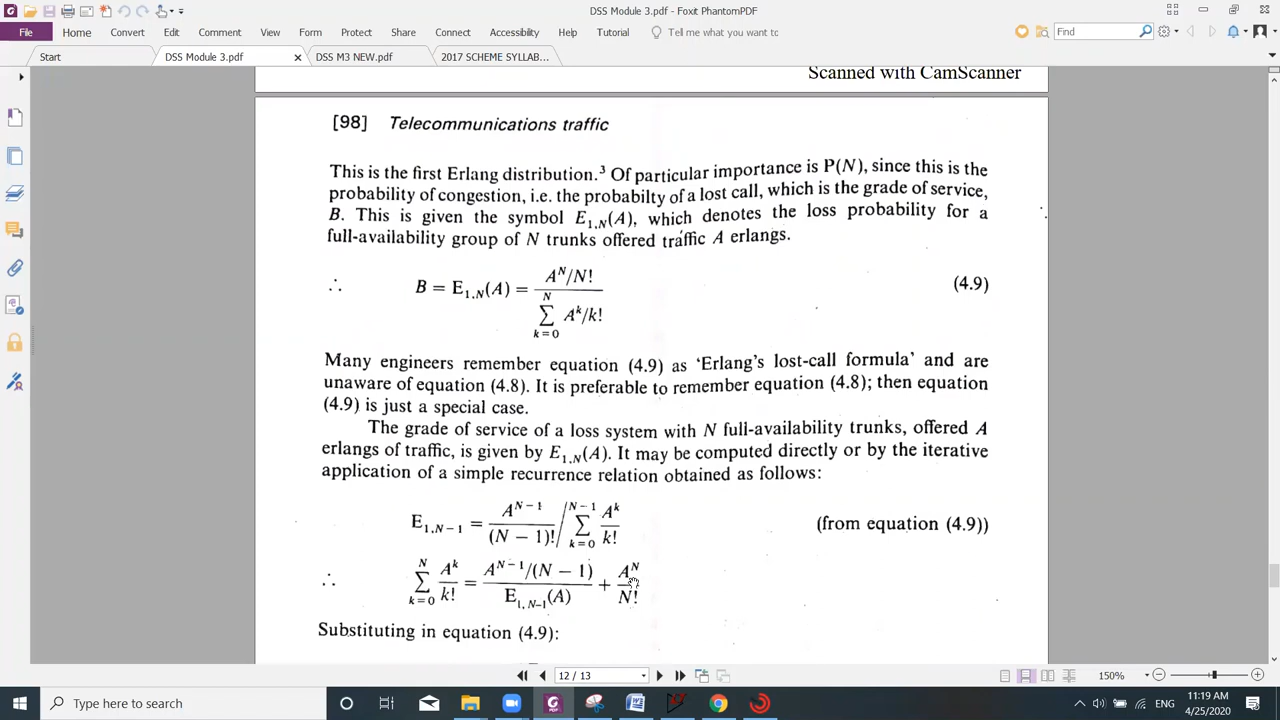 DSS Module 3.pdf - Foxit PhantomPDF
File Home Convert Edit Comment View Form Protect Share Connect Accessibility Help Tutorial Tell me what you want to Find
Start DSS Module 3.pdf DSS M3 NEW.pdf 2017 SCHEME SYLLAB...
Scanned with CamScanner
[98] Telecommunications traffic
This is the first Erlang distribution.³ Of particular importance is P(N), since this is the
probability of congestion, i.e. the probabilty of a lost call, which is the grade of service,
B. This is given the symbol E₁,N(A), which denotes the loss probability for a
full-availability group of N trunks offered traffic A erlangs.
∴ B = E₁,N(A) = (A^N/N!) / (∑_{k=0}^{N} A^k/k!) (4.9)
Many engineers remember equation (4.9) as 'Erlang's lost-call formula' and are
unaware of equation (4.8). It is preferable to remember equation (4.8); then equation
(4.9) is just a special case.
The grade of service of a loss system with N full-availability trunks, offered A
erlangs of traffic, is given by E₁,N(A). It may be computed directly or by the iterative
application of a simple recurrence relation obtained as follows:
E₁,N−1 = A^{N−1}/(N − 1)! / ∑_{k=0}^{N−1} A^k/k! (from equation (4.9))
∴ ∑_{k=0}^{N} A^k/k! = (A^{N−1}/(N − 1)) / E₁,N−1(A) + A^N/N!
Substituting in equation (4.9):
12 / 13
150%
Type here to search
ENG
11:19 AM
4/25/2020